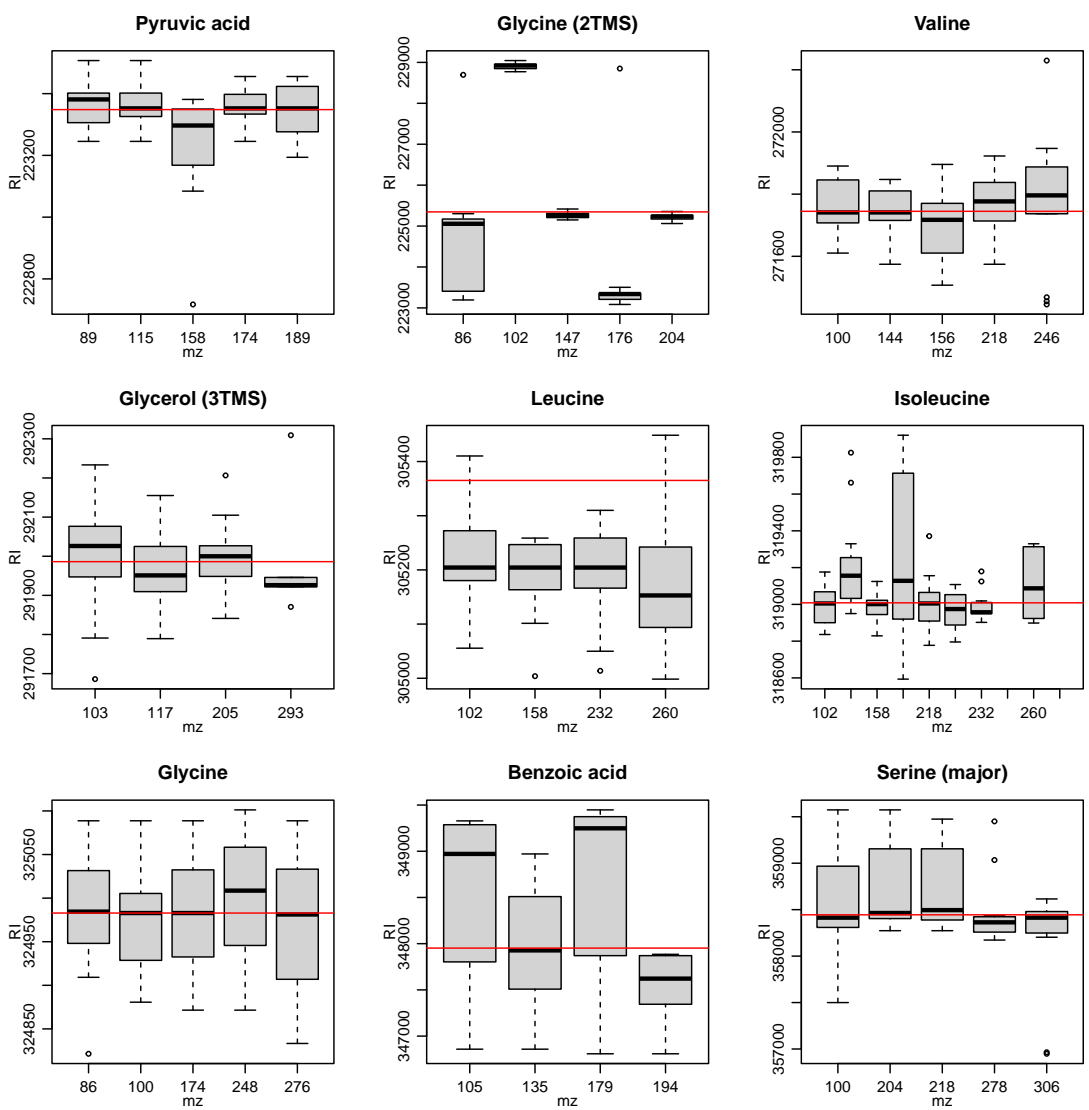 Pyruvic acid
RI
222800 223200
89 115 158 174 189
mz
Glycine (2TMS)
RI
223000 225000 227000 229000
86 102 147 176 204
mz
Valine
RI
271600 272000
100 144 156 218 246
mz
Glycerol (3TMS)
RI
291700 291900 292100 292300
103 117 205 293
mz
Leucine
RI
305000 305200 305400
102 158 232 260
mz
Isoleucine
RI
318600 319000 319400 319800
102 158 218 232 260
mz
Glycine
RI
324850 324950 325050
86 100 174 248 276
mz
Benzoic acid
RI
347000 348000 349000
105 135 179 194
mz
Serine (major)
RI
357000 358000 359000
100 204 218 278 306
mz